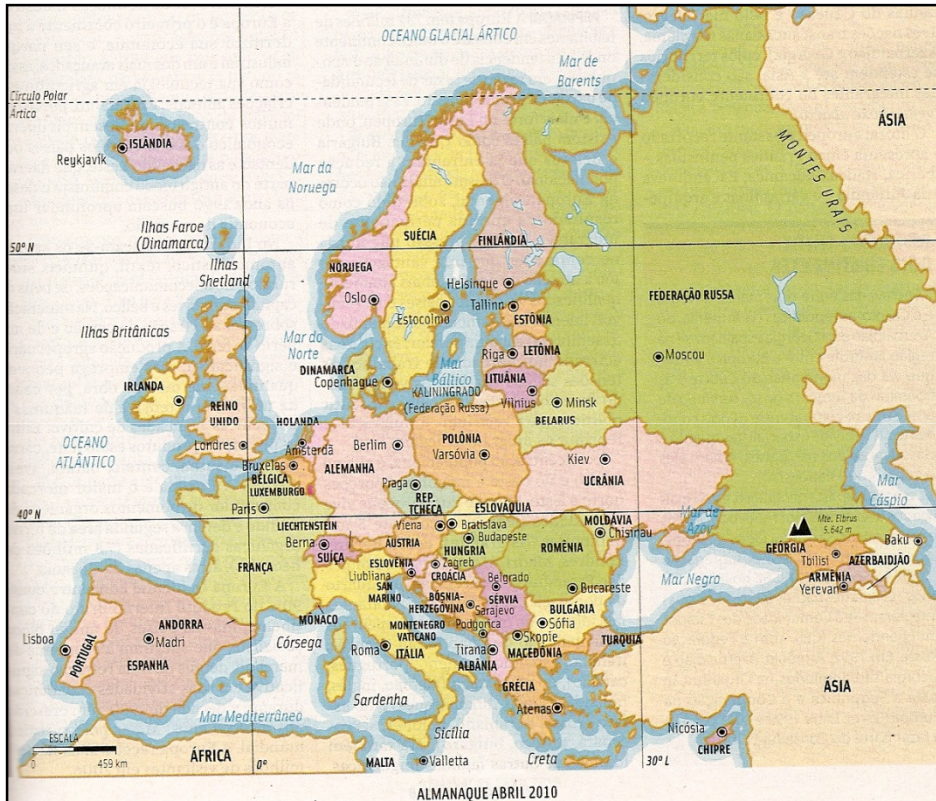 OCEANO GLACIAL ÁRTICO
Mar de
Barents
Círculo Polar
Ártico
ÁSIA
ISLÂNDIA
Reykjavík
MONTES URAIS
Mar da
Noruega
Ilhas Faroe
(Dinamarca)
SUÉCIA
FINLÂNDIA
50º N
Ilhas
Shetland
NORUEGA
Helsinque
FEDERAÇÃO RUSSA
Oslo
Estocolmo
Tallinn
ESTÔNIA
Ilhas Britânicas
Mar do
Norte
DINAMARCA
Copenhague
Mar
Báltico
Riga
LETÔNIA
Moscou
IRLANDA
REINO
UNIDO
LITUÂNIA
KALININGRADO
(Federação Russa)
Vilnius
Minsk
BELARUS
OCEANO
ATLÂNTICO
Londres
HOLANDA
Amsterdã
Berlim
POLÔNIA
Varsóvia
Bruxelas
BÉLGICA
LUXEMBURGO
ALEMANHA
Kiev
UCRÂNIA
Praga
REP.
TCHECA
Paris
ESLOVÁQUIA
Mar
Cáspio
40º N
LIECHTENSTEIN
Viena
Bratislava
MOLDÁVIA
Chisinau
Mar de
Azov
Mte. Elbrus
5.642 m
Berna
SUÍÇA
ÁUSTRIA
Budapeste
HUNGRIA
ROMÊNIA
GEÓRGIA
Tbilisi
Baku
AZERBAIDJÃO
FRANÇA
ESLOVÊNIA
Liubliana
Zagreb
CROÁCIA
Belgrado
SÉRVIA
Bucareste
Mar Negro
ARMÊNIA
Yerevan
SAN
MARINO
BÓSNIA-
HERZEGOVINA
Sarajevo
MÔNACO
ANDORRA
MONTENEGRO
Podgorica
BULGÁRIA
Sófia
Lisboa
PORTUGAL
Madri
ESPANHA
Córsega
VATICANO
Roma
ITÁLIA
Tirana
ALBÂNIA
Skopie
MACEDÔNIA
TURQUIA
ÁSIA
Sardenha
GRÉCIA
Atenas
Mar Mediterrâneo
Sicília
Nicósia
CHIPRE
ESCALA
0 459 km
ÁFRICA
0º
MALTA
Valletta
Creta
30º L
ALMANAQUE ABRIL 2010